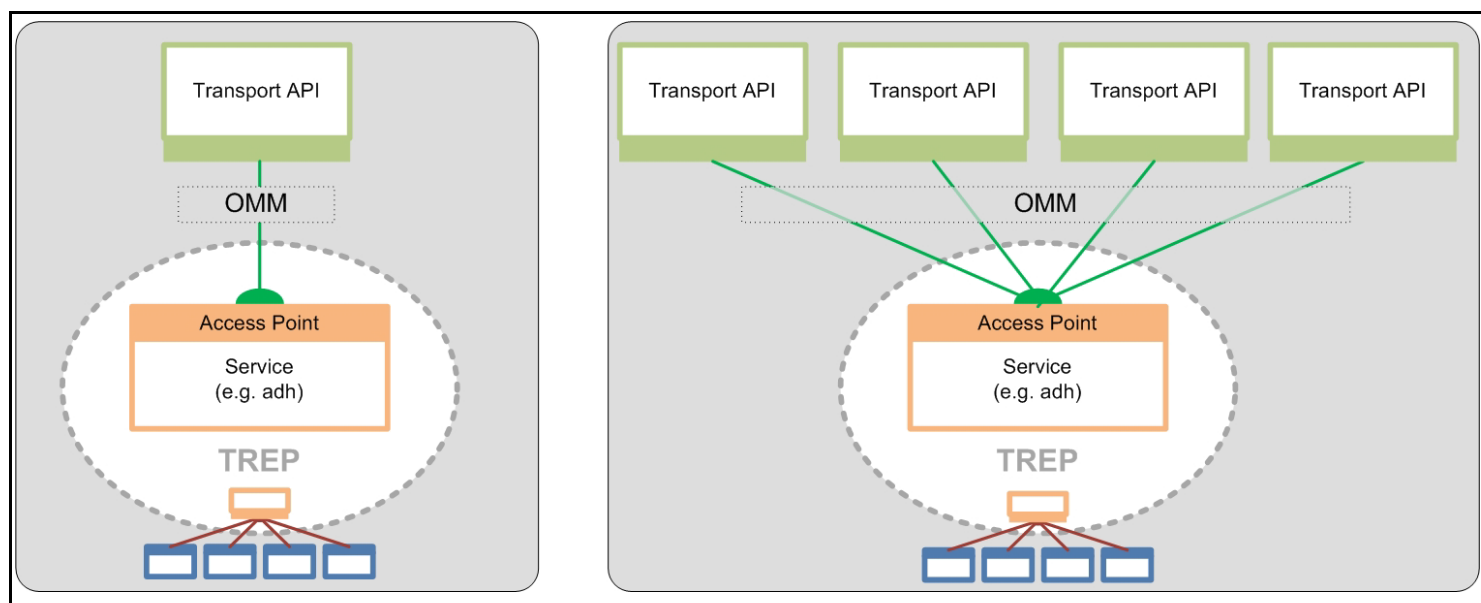 Transport API
OMM
Access Point
Service
(e.g. adh)
TREP
Transport API
Transport API
Transport API
Transport API
OMM
Access Point
Service
(e.g. adh)
TREP